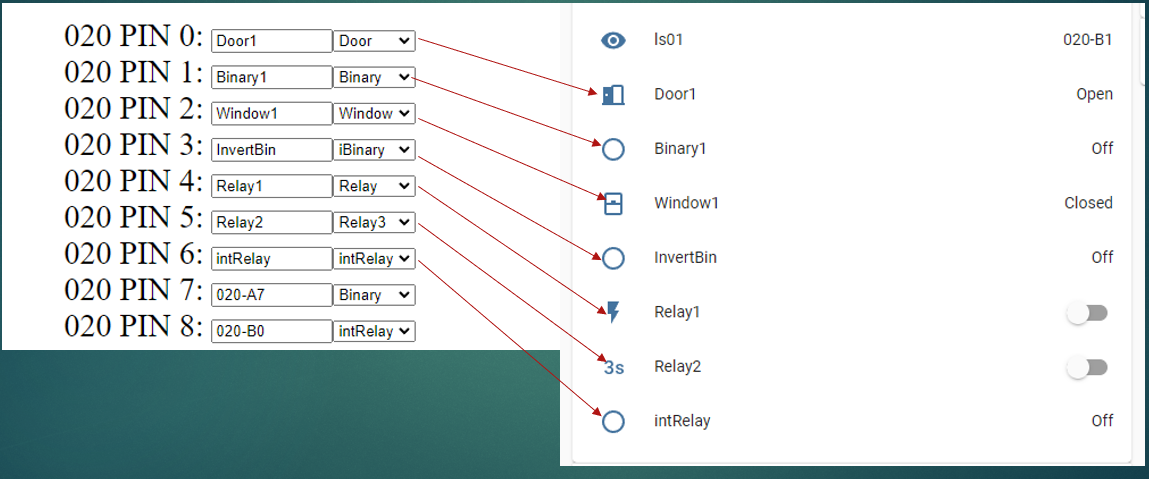 020 PIN 0: Door1 Door
020 PIN 1: Binary1 Binary
020 PIN 2: Window1 Window
020 PIN 3: InvertBin iBinary
020 PIN 4: Relay1 Relay
020 PIN 5: Relay2 Relay3
020 PIN 6: intRelay intRelay
020 PIN 7: 020-A7 Binary
020 PIN 8: 020-B0 intRelay
ls01 020-B1
Door1 Open
Binary1 Off
Window1 Closed
InvertBin Off
Relay1
3s Relay2
intRelay Off